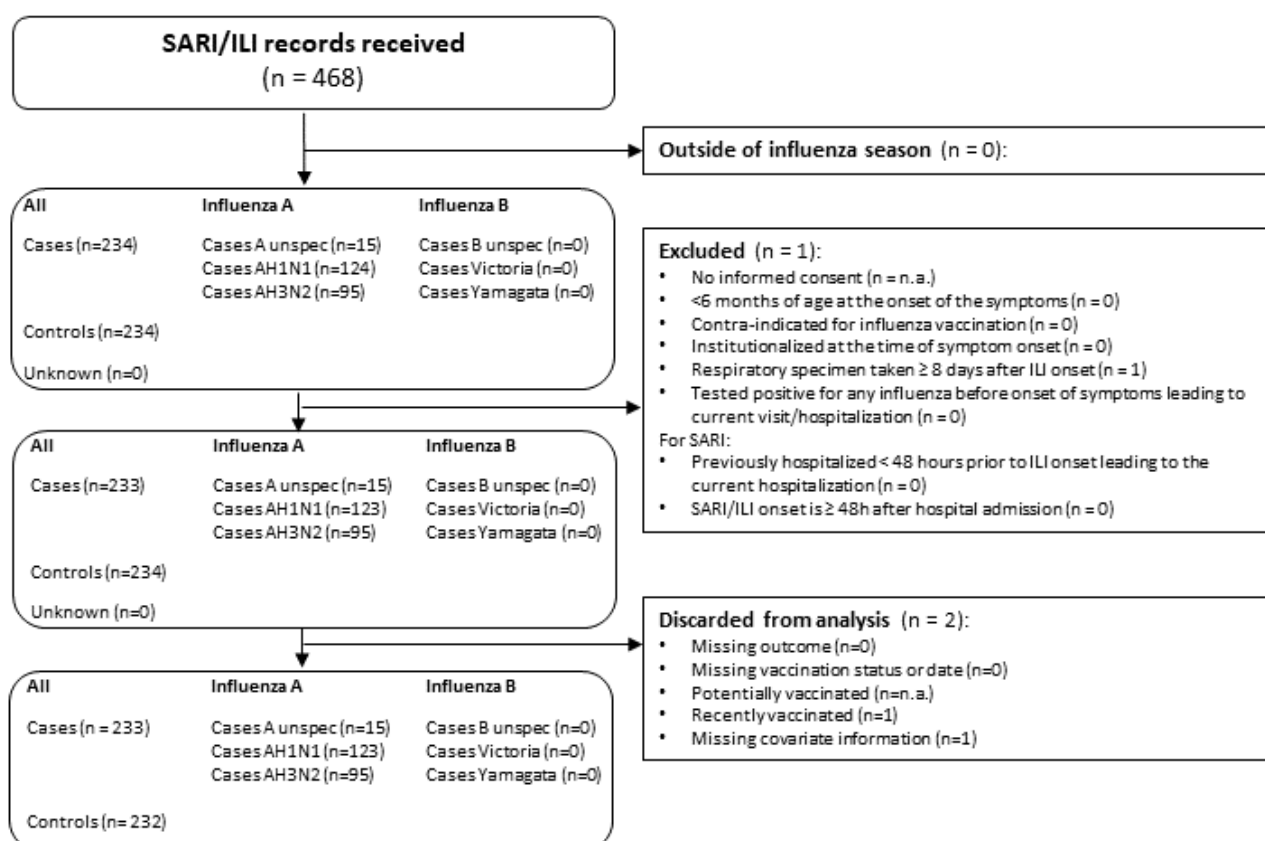 SARI/ILI records received
(n = 468)
Outside of influenza season (n = 0):
All Influenza A Influenza B
Cases (n=234) Cases A unspec (n=15) Cases B unspec (n=0)
Cases AH1N1 (n=124) Cases Victoria (n=0)
Cases AH3N2 (n=95) Cases Yamagata (n=0)
Controls (n=234)
Unknown (n=0)
Excluded (n = 1):
• No informed consent (n = n.a.)
• <6 months of age at the onset of the symptoms (n = 0)
• Contra-indicated for influenza vaccination (n = 0)
• Institutionalized at the time of symptom onset (n = 0)
• Respiratory specimen taken ≥ 8 days after ILI onset (n = 1)
• Tested positive for any influenza before onset of symptoms leading to
current visit/hospitalization (n = 0)
For SARI:
• Previously hospitalized < 48 hours prior to ILI onset leading to the
current hospitalization (n = 0)
• SARI/ILI onset is ≥ 48h after hospital admission (n = 0)
All Influenza A Influenza B
Cases (n=233) Cases A unspec (n=15) Cases B unspec (n=0)
Cases AH1N1 (n=123) Cases Victoria (n=0)
Cases AH3N2 (n=95) Cases Yamagata (n=0)
Controls (n=234)
Unknown (n=0)
Discarded from analysis (n = 2):
• Missing outcome (n=0)
• Missing vaccination status or date (n=0)
• Potentially vaccinated (n=n.a.)
• Recently vaccinated (n=1)
• Missing covariate information (n=1)
All Influenza A Influenza B
Cases (n = 233) Cases A unspec (n=15) Cases B unspec (n=0)
Cases AH1N1 (n=123) Cases Victoria (n=0)
Cases AH3N2 (n=95) Cases Yamagata (n=0)
Controls (n= 232)